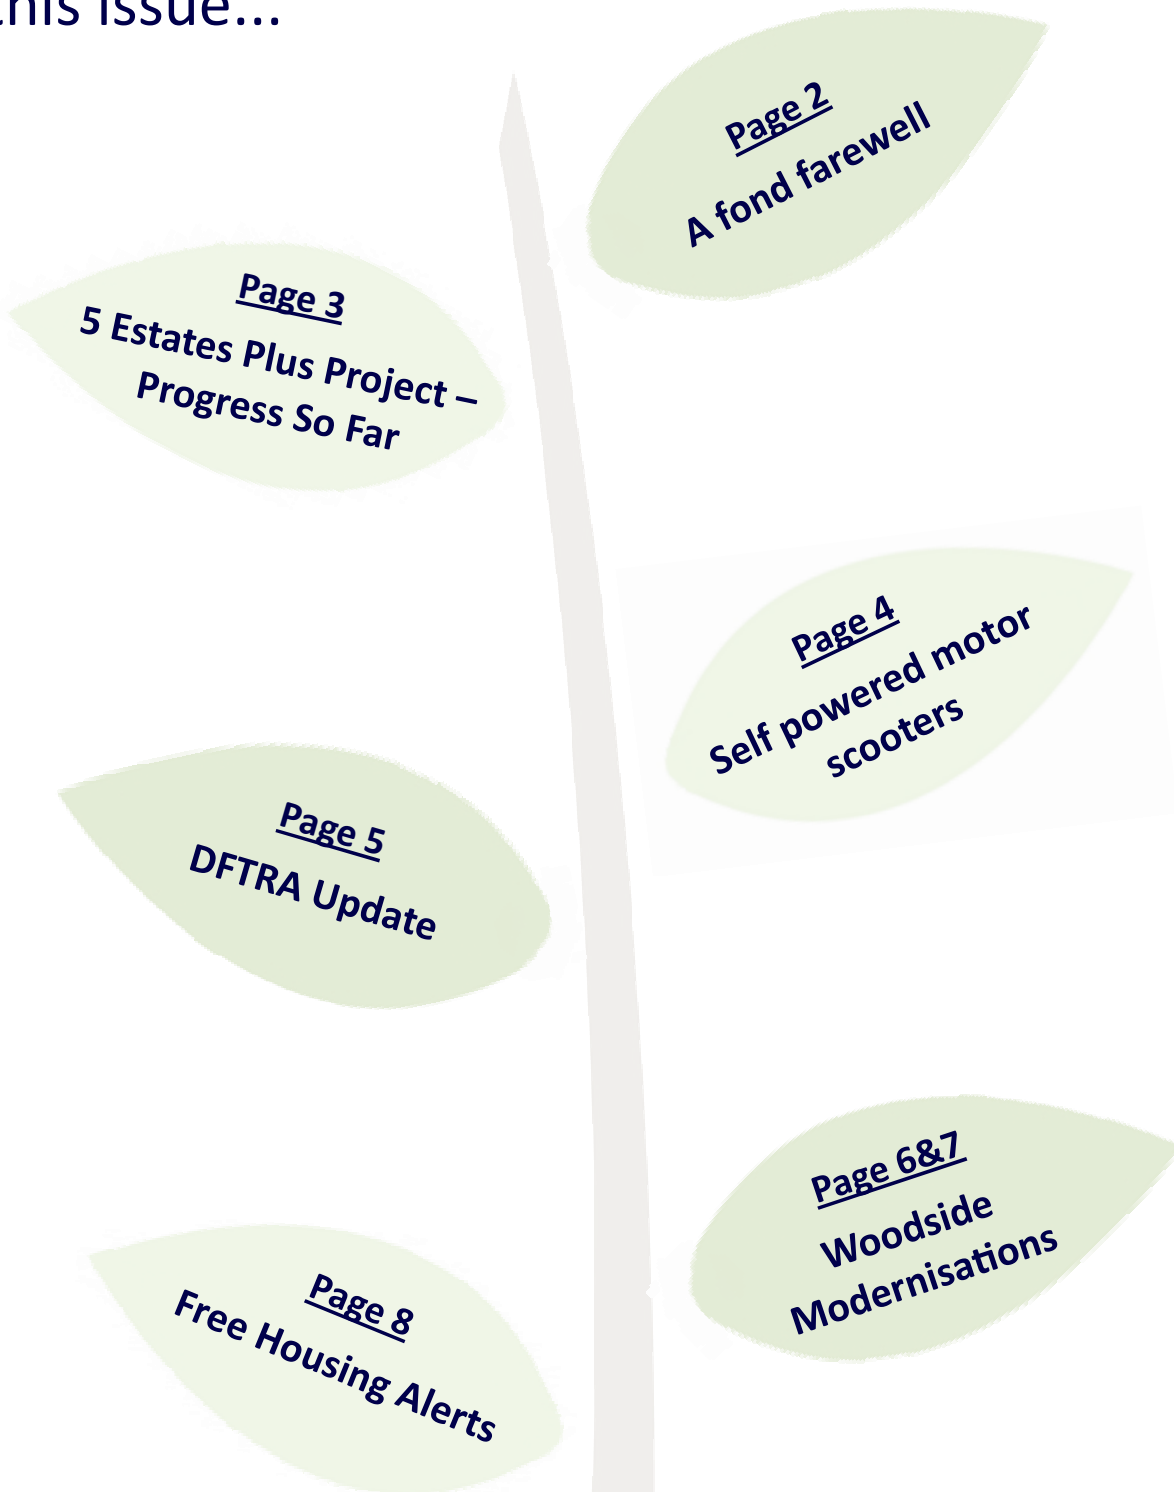 this issue...
Page 2
A fond farewell
Page 3
5 Estates Plus Project –
Progress So Far
Page 4
Self powered motor
scooters
Page 5
DFTRA Update
Page 6&7
Woodside
Modernisations
Page 8
Free Housing Alerts